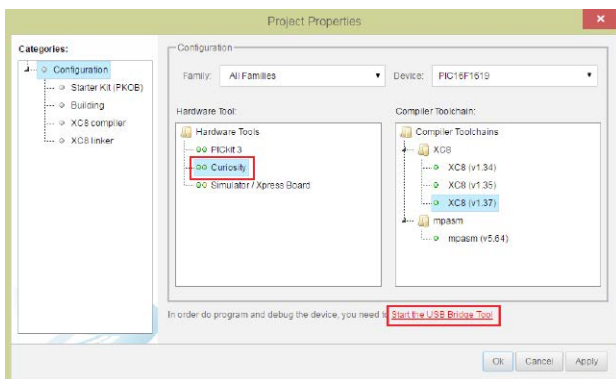 Project Properties
Categories:
Configuration
Starter Kit (PKOB)
Building
XC8 compiler
XC8 linker
Configuration
Family: All Families Device: PIC16F1619
Hardware Tool: Compiler Toolchain:
Hardware Tools
PICkit 3
Curiosity
Simulator / Xpress Board
Compiler Toolchains
XC8
XC8 (v1.34)
XC8 (v1.35)
XC8 (v1.37)
mpasm
mpasm (v5.64)
In order do program and debug the device, you need to Start the USB Bridge Tool
Ok Cancel Apply